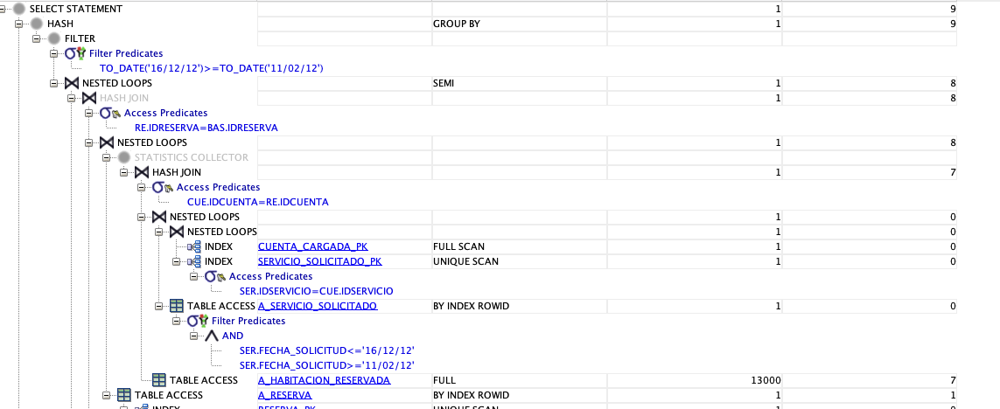 SELECT STATEMENT 1 9
HASH GROUP BY 1 9
FILTER
Filter Predicates
TO_DATE('16/12/12')>=TO_DATE('11/02/12')
NESTED LOOPS SEMI 1 8
HASH JOIN 1 8
Access Predicates
RE.IDRESERVA=BAS.IDRESERVA
NESTED LOOPS 1 8
STATISTICS COLLECTOR
HASH JOIN 1 7
Access Predicates
CUE.IDCUENTA=RE.IDCUENTA
NESTED LOOPS 1 0
NESTED LOOPS 1 0
INDEX CUENTA_CARGADA_PK FULL SCAN 1 0
INDEX SERVICIO_SOLICITADO_PK UNIQUE SCAN 1 0
Access Predicates
SER.IDSERVICIO=CUE.IDSERVICIO
TABLE ACCESS A_SERVICIO_SOLICITADO BY INDEX ROWID 1 0
Filter Predicates
AND
SER.FECHA_SOLICITUD<='16/12/12'
SER.FECHA_SOLICITUD>='11/02/12'
TABLE ACCESS A_HABITACION_RESERVADA FULL 13000 7
TABLE ACCESS A_RESERVA BY INDEX ROWID 1 1
INDEX RESERVA_PK UNIQUE SCAN 1 0